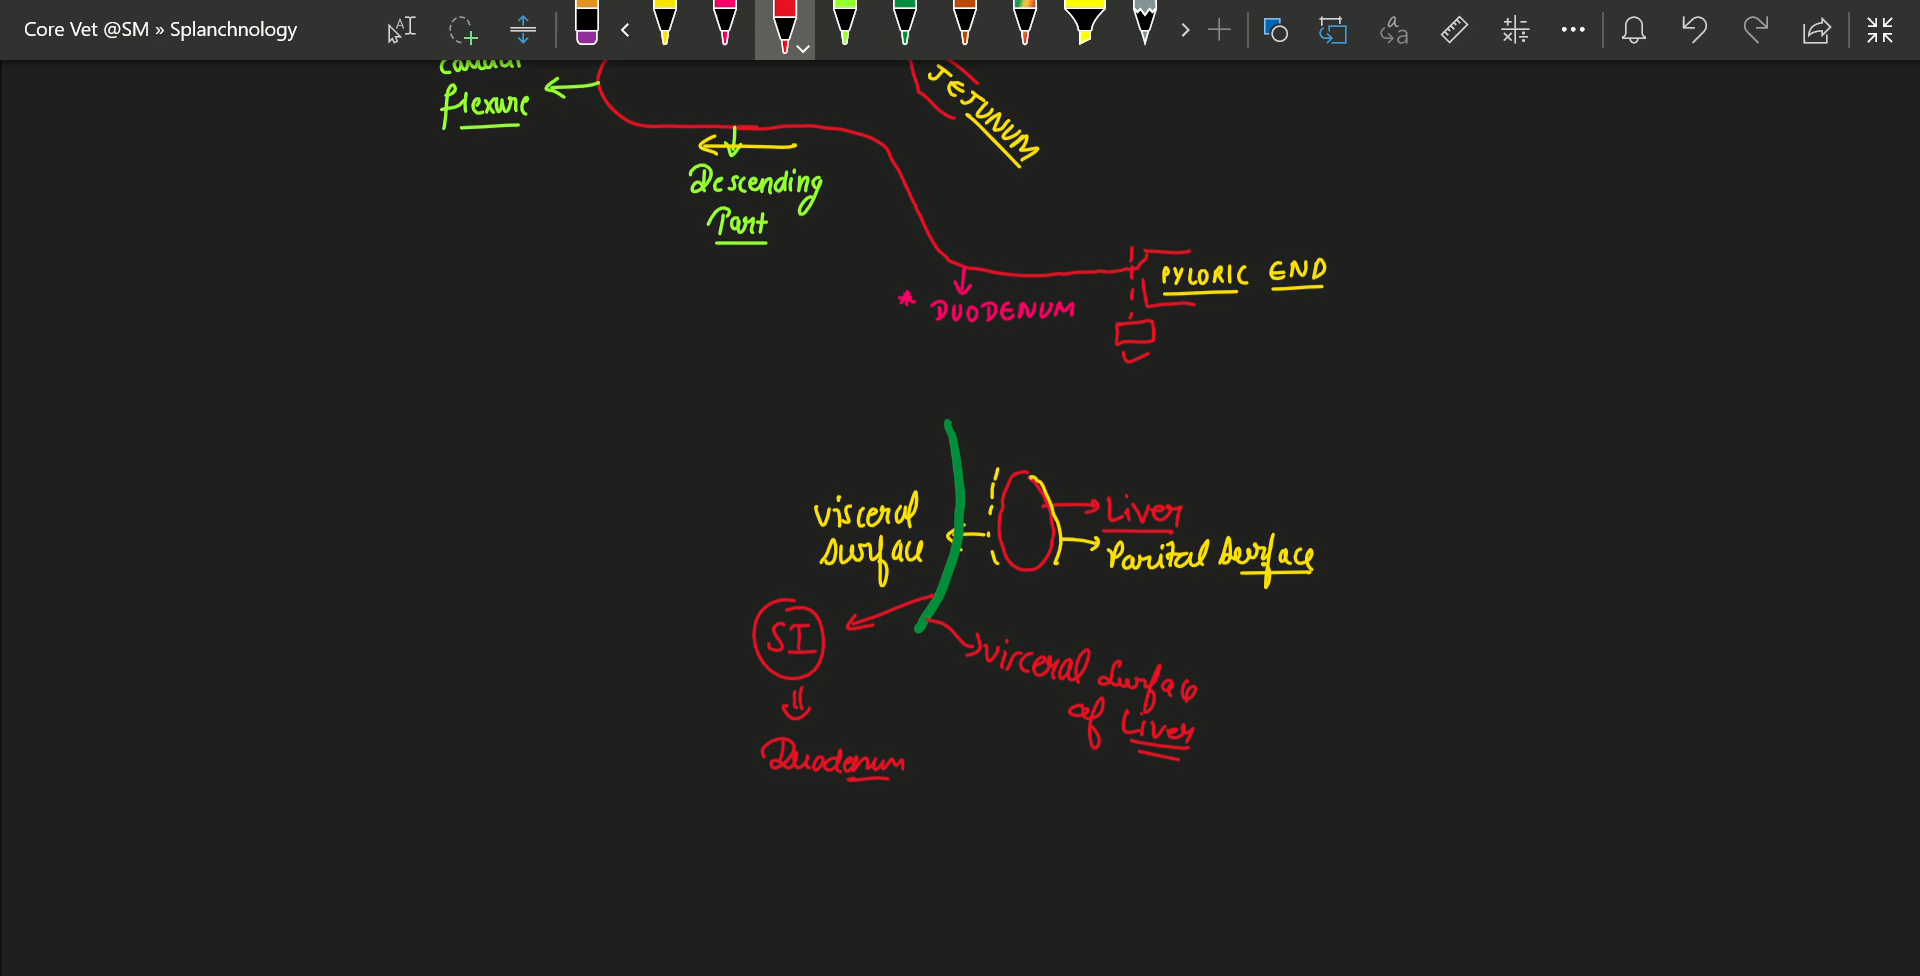 Core Vet @SM » Splanchnology
flexure
JEJUNUM
Descending
Part
PYLORIC END
* DUODENUM
visceral
surface
Liver
Parital surface
SI
visceral surface
of Liver
Duodenum